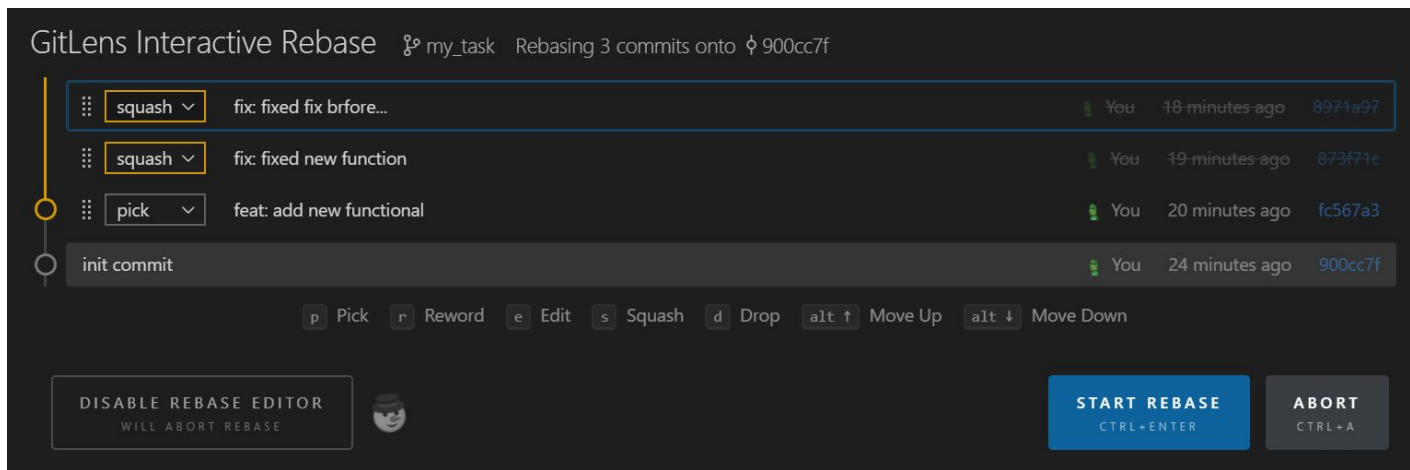 GitLens Interactive Rebase my_task Rebasing 3 commits onto 900cc7f
squash fix: fixed fix brfore... You 18 minutes ago 8971a97
squash fix: fixed new function You 19 minutes ago 873f71c
pick feat: add new functional You 20 minutes ago fc567a3
init commit You 24 minutes ago 900cc7f
p Pick r Reword e Edit s Squash d Drop alt ↑ Move Up alt ↓ Move Down
DISABLE REBASE EDITOR START REBASE ABORT
WILL ABORT REBASE CTRL+ENTER CTRL+A